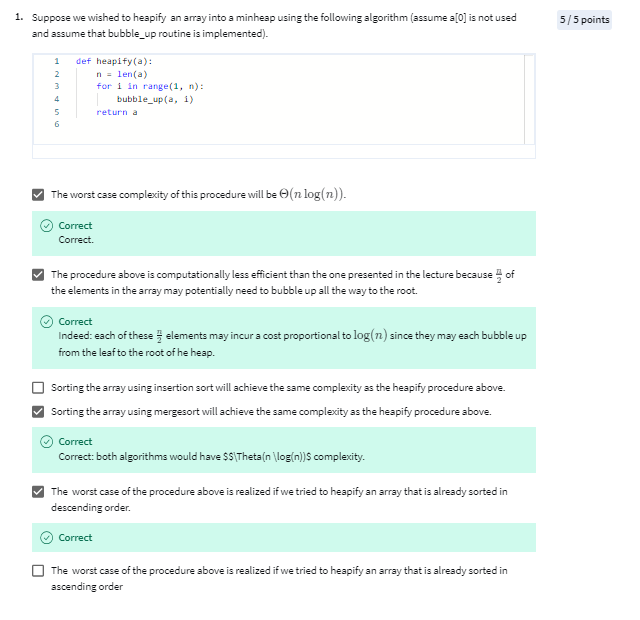 1. Suppose we wished to heapify an array into a minheap using the following algorithm (assume a[0] is not used
and assume that bubble_up routine is implemented).
5 / 5 points
1 def heapify(a):
2 n = len(a)
3 for i in range(1, n):
4 bubble_up(a, i)
5 return a
6
The worst case complexity of this procedure will be Θ(n log(n)).
Correct
Correct.
The procedure above is computationally less efficient than the one presented in the lecture because n/2 of
the elements in the array may potentially need to bubble up all the way to the root.
Correct
Indeed: each of these n/2 elements may incur a cost proportional to log(n) since they may each bubble up
from the leaf to the root of he heap.
Sorting the array using insertion sort will achieve the same complexity as the heapify procedure above.
Sorting the array using mergesort will achieve the same complexity as the heapify procedure above.
Correct
Correct: both algorithms would have $$\Theta(n \log(n))$ complexity.
The worst case of the procedure above is realized if we tried to heapify an array that is already sorted in
descending order.
Correct
The worst case of the procedure above is realized if we tried to heapify an array that is already sorted in
ascending order